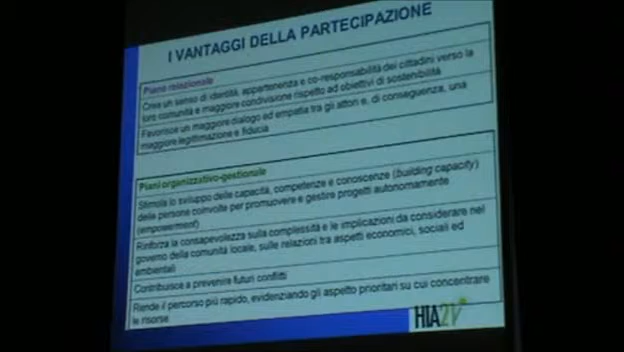 I VANTAGGI DELLA PARTECIPAZIONE
Piano relazionale
Crea un senso di identità, appartenenza e co-responsabilità dei cittadini verso la
loro comunità e maggiore condivisione rispetto ad obiettivi di sostenibilità
Favorisce un maggiore dialogo ed empatia tra gli attori e, di conseguenza, una
maggiore legittimazione e fiducia
Piani organizzativo-gestionale
Stimola lo sviluppo delle capacità, competenze e conoscenze (building capacity)
delle persone coinvolte per promuovere e gestire progetti autonomamente
(empowerment)
Rinforza la consapevolezza sulla complessità e le implicazioni da considerare nel
governo della comunità locale, sulle relazioni tra aspetti economici, sociali ed
ambientali
Contribuisce a prevenire futuri conflitti
Rende il percorso più rapido, evidenziando gli aspetto prioritari su cui concentrare
le risorse
HIA2V